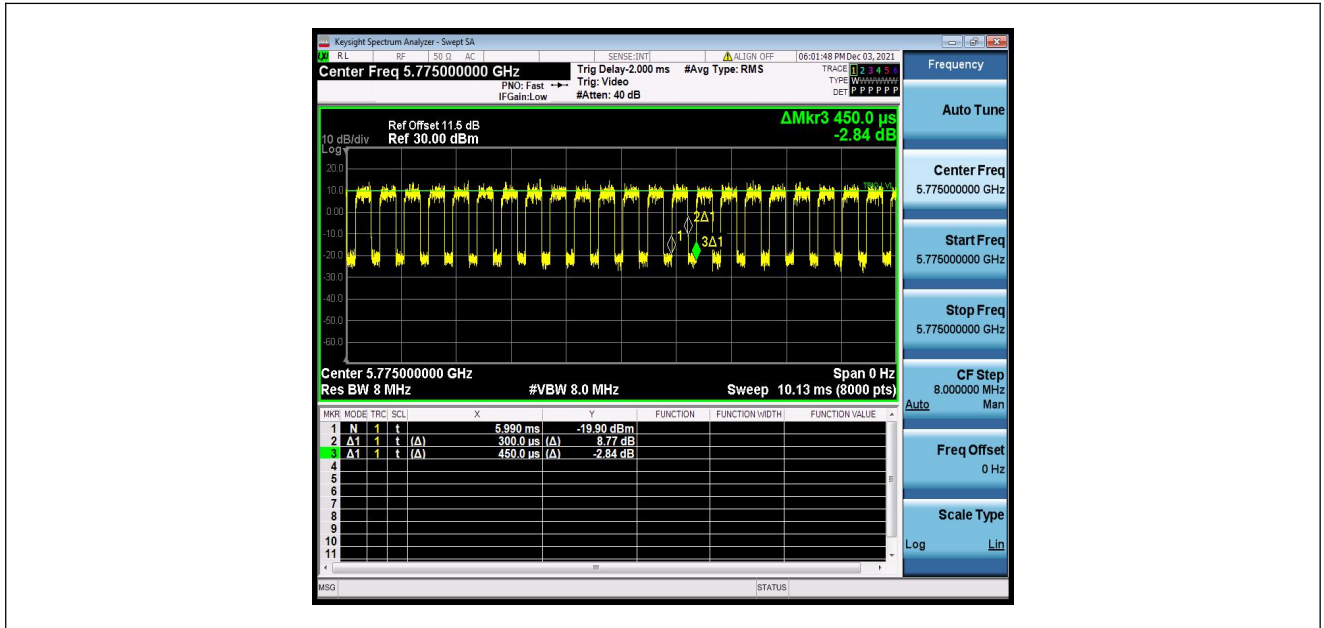 Keysight Spectrum Analyzer - Swept SA
RL RF 50 Ω AC SENSE:INT ALIGN OFF 06:01:48 PM Dec 03, 2021
Center Freq 5.775000000 GHz
PNO: Fast
IFGain:Low
Trig Delay-2.000 ms #Avg Type: RMS
Trig: Video
#Atten: 40 dB
TRACE 1 2 3 4 5 6
TYPE
DET P P P P P P
Ref Offset 11.5 dB
10 dB/div Ref 30.00 dBm
ΔMkr3 450.0 µs
-2.84 dB
Log
20.0
10.0
0.00
-10.0
-20.0
-30.0
-40.0
-50.0
-60.0
2Δ1
1
3Δ1
Center 5.775000000 GHz Span 0 Hz
Res BW 8 MHz #VBW 8.0 MHz Sweep 10.13 ms (8000 pts)
MKR MODE TRC SCL X Y FUNCTION FUNCTION WIDTH FUNCTION VALUE
1 N 1 t 5.990 ms -19.90 dBm
2 Δ1 1 t (Δ) 300.0 µs (Δ) 8.77 dB
3 Δ1 1 t (Δ) 450.0 µs (Δ) -2.84 dB
4
5
6
7
8
9
10
11
MSG STATUS
Frequency
Auto Tune
Center Freq
5.775000000 GHz
Start Freq
5.775000000 GHz
Stop Freq
5.775000000 GHz
CF Step
8.000000 MHz
Auto Man
Freq Offset
0 Hz
Scale Type
Log Lin